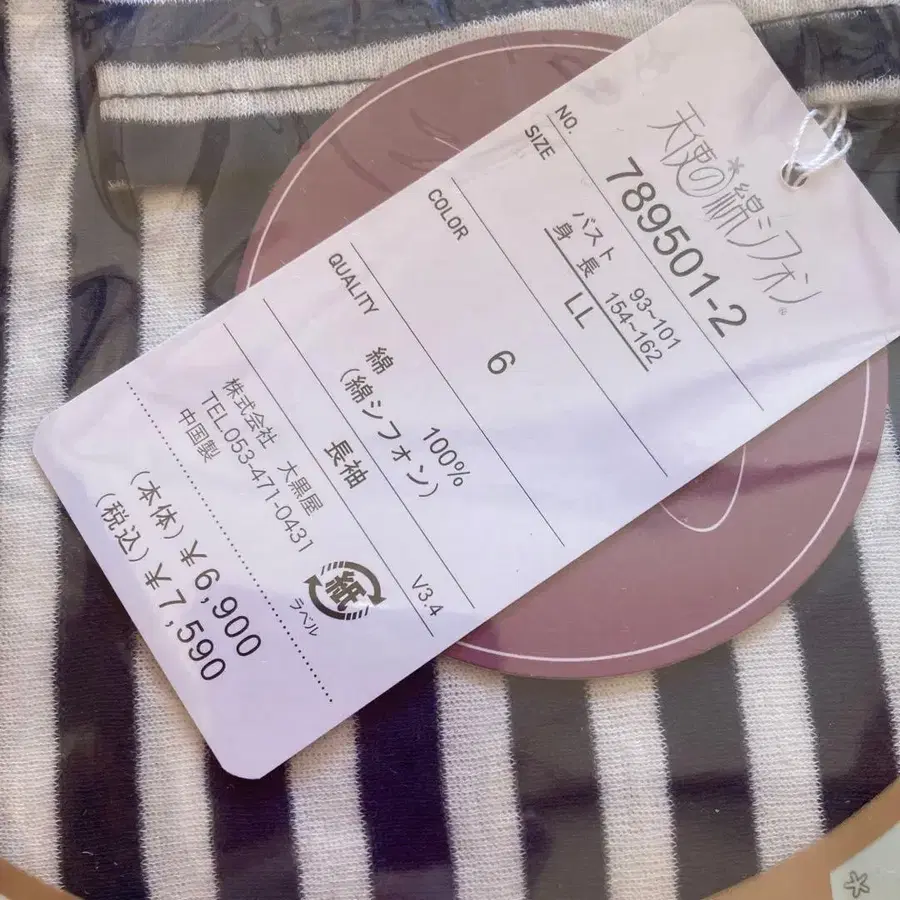 天使の綿シフォン®
NO. 789501-2
SIZE バスト 93~101
身長 154~162
LL
COLOR 6
QUALITY 綿 100%
(綿シフォン)
長袖 V3.4
株式会社 大黒屋
TEL.053-471-0431
中国製
紙
ラベル
(本体)¥6,900
(税込)¥7,590